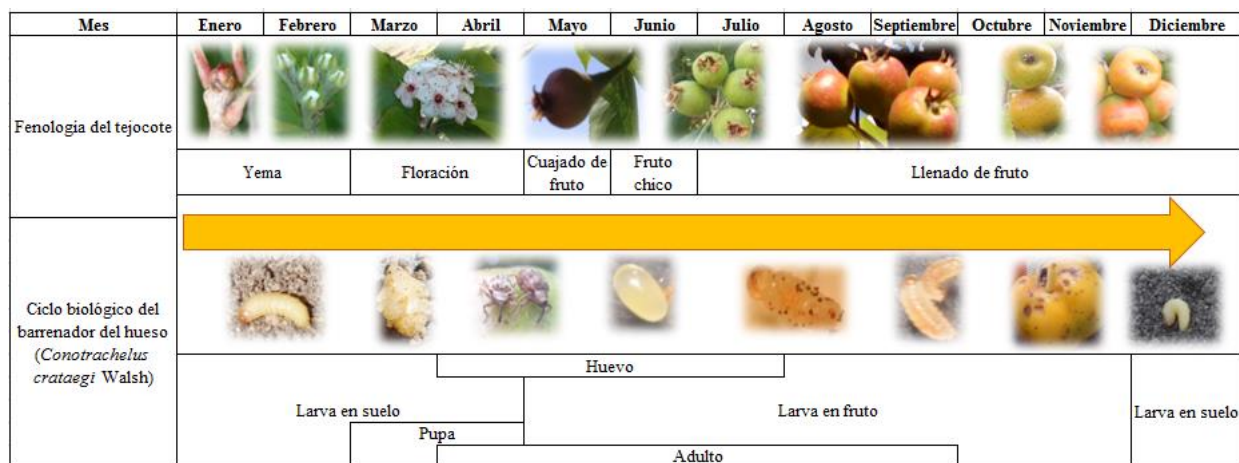 Mes Enero Febrero Marzo Abril Mayo Junio Julio Agosto Septiembre Octubre Noviembre Diciembre
Fenología del tejocote
Yema Floración Cuajado de Fruto Llenado de fruto
fruto chico
Ciclo biológico del
barrenador del hueso
(Conotrachelus
crataegi Walsh)
Huevo
Larva en suelo Larva en fruto Larva en suelo
Pupa
Adulto